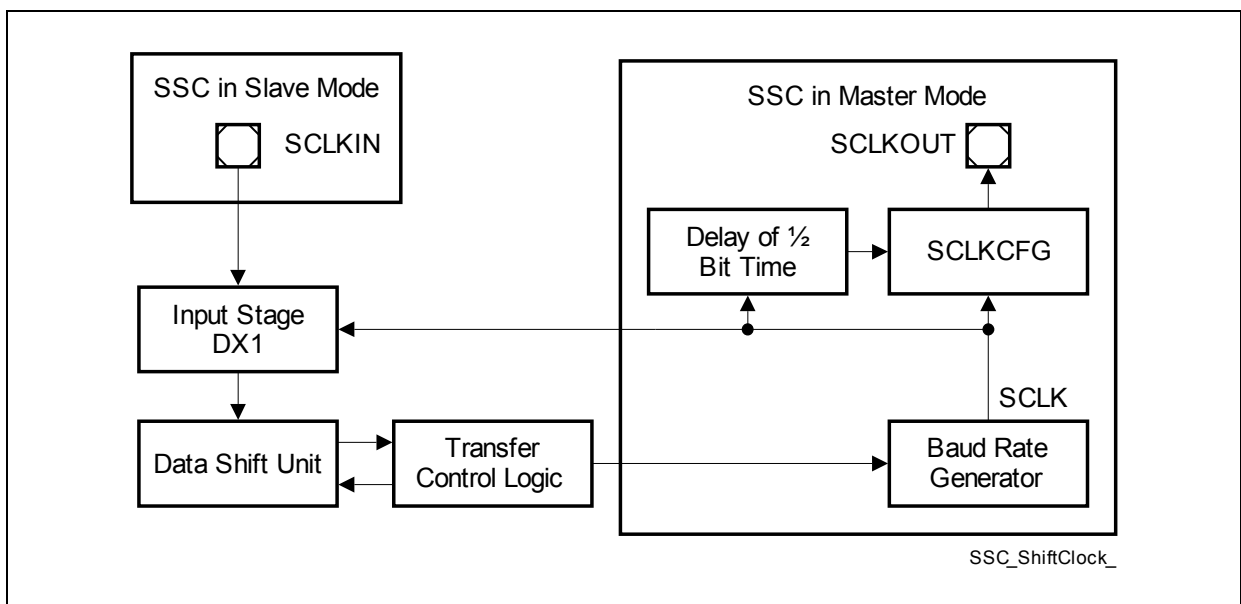 SSC in Slave Mode
SCLKIN
SSC in Master Mode
SCLKOUT
Delay of ½
Bit Time
SCLKCFG
Input Stage
DX1
SCLK
Data Shift Unit
Transfer
Control Logic
Baud Rate
Generator
SSC_ShiftClock_